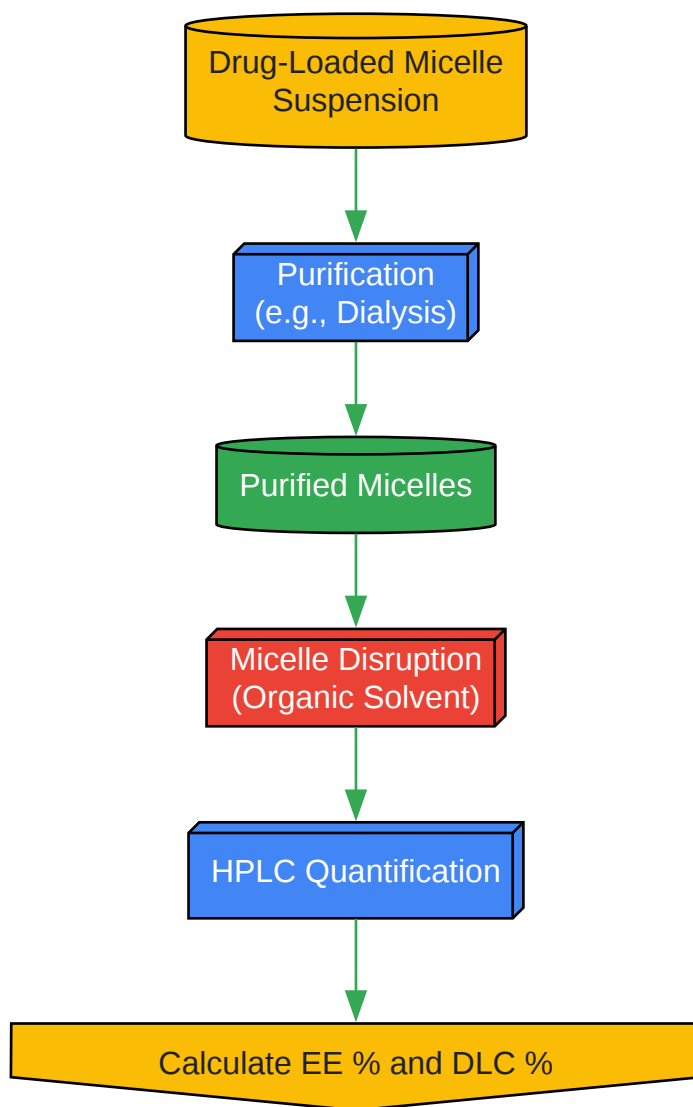 Drug-Loaded Micelle
Suspension
Purification
(e.g., Dialysis)
Purified Micelles
Micelle Disruption
(Organic Solvent)
HPLC Quantification
Calculate EE % and DLC %